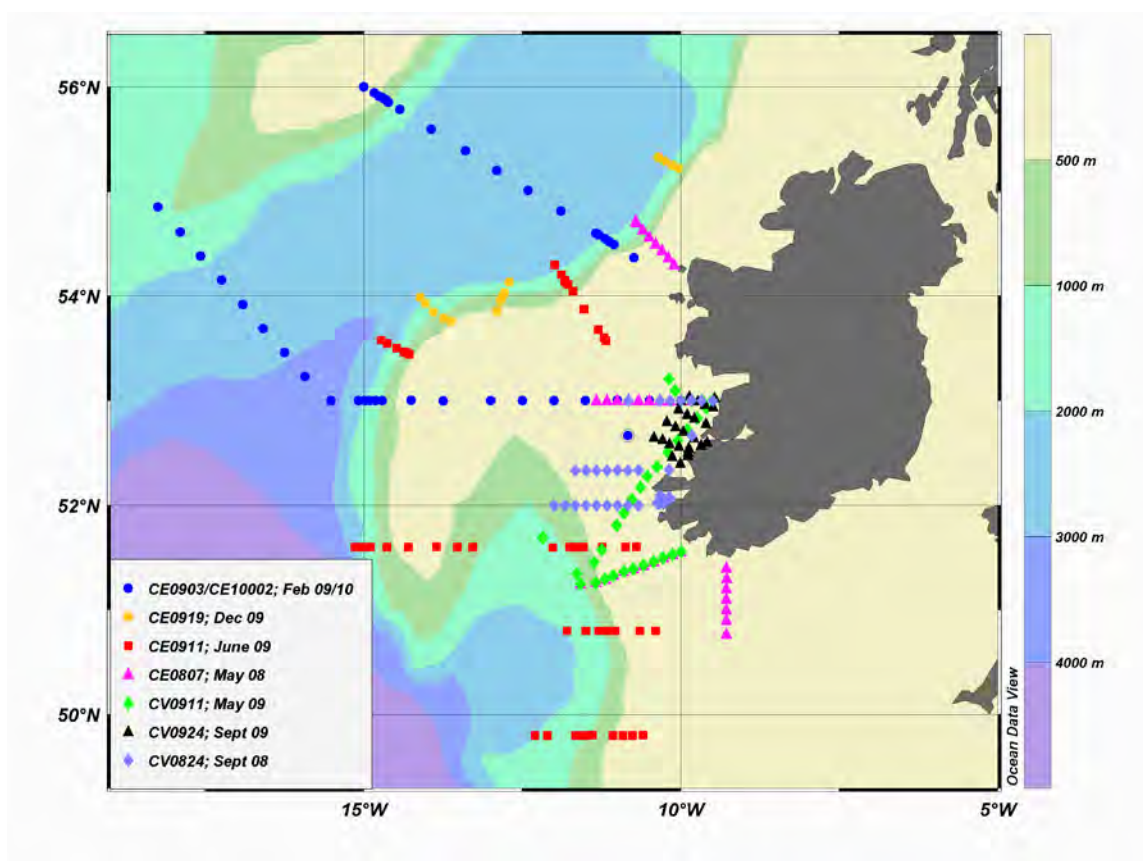 56°N
54°N
52°N
50°N
15°W
10°W
5°W
500 m
1000 m
2000 m
3000 m
4000 m
Ocean Data View
CE0903/CE10002; Feb 09/10
CE0919; Dec 09
CE0911; June 09
CE0807; May 08
CV0911; May 09
CV0924; Sept 09
CV0824; Sept 08